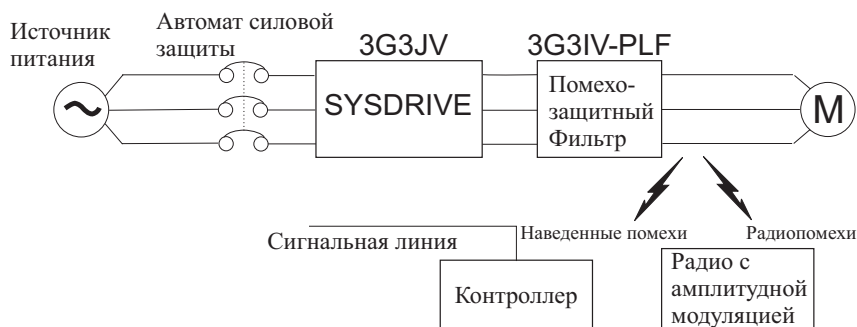 Источник
питания
Автомат силовой
защиты
3G3JV
SYSDRIVE
3G3IV-PLF
Помехо-
защитный
Фильтр
M
Сигнальная линия
Наведенные помехи
Радиопомехи
Контроллер
Радио с
амплитудной
модуляцией